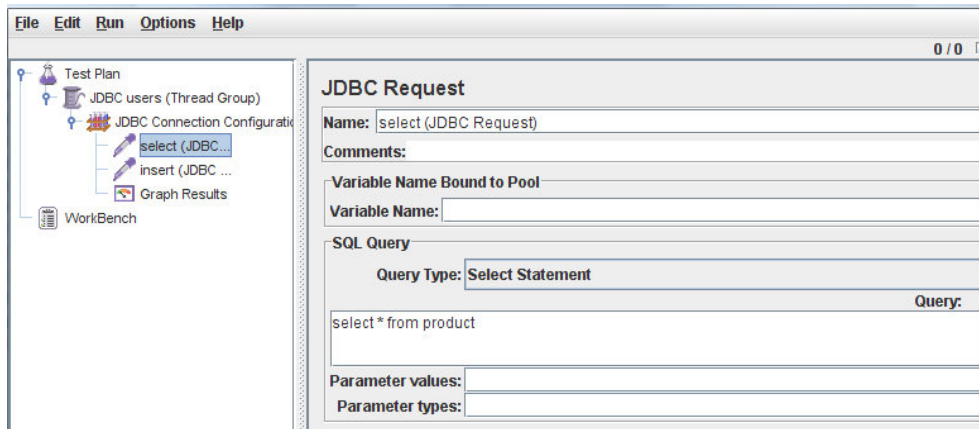 File Edit Run Options Help
0 / 0
Test Plan
JDBC users (Thread Group)
JDBC Connection Configuratio
select (JDBC...
insert (JDBC ...
Graph Results
WorkBench
JDBC Request
Name: select (JDBC Request)
Comments:
Variable Name Bound to Pool
Variable Name:
SQL Query
Query Type: Select Statement
Query:
select * from product
Parameter values:
Parameter types: